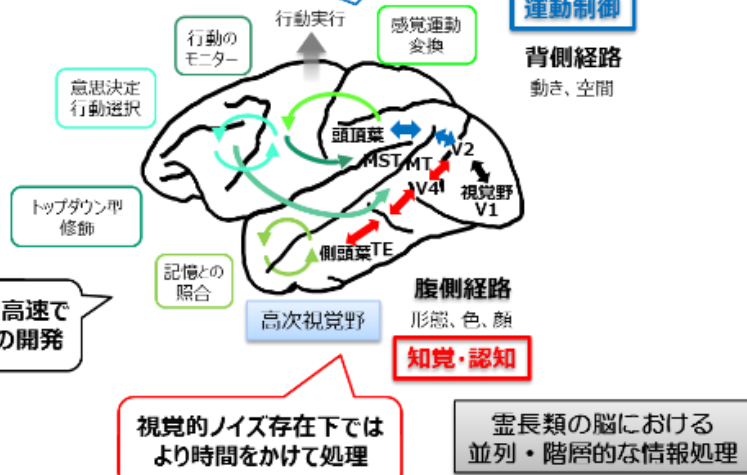 運動制御
行動実行
感覚運動
変換
行動の
モニター
背側経路
動き、空間
意思決定
行動選択
頭頂葉
V2
MST
MT
V4
視覚野
V1
トップダウン型
修飾
側頭葉TE
記憶との
照合
腹側経路
形態、色、顔
高速で
の開発
高次視覚野
知覚・認知
視覚的ノイズ存在下では
より時間をかけて処理
霊長類の脳における
並列・階層的な情報処理